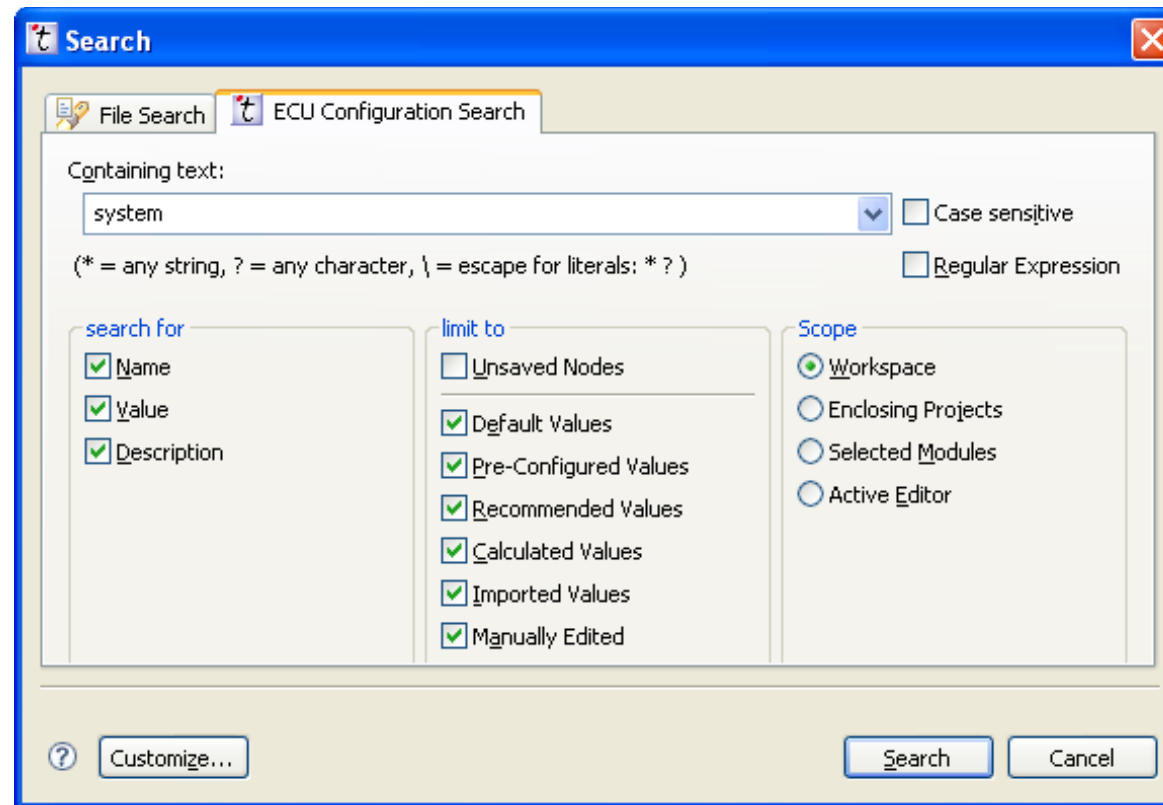 Search
File Search
ECU Configuration Search
Containing text:
system
Case sensitive
(* = any string, ? = any character, \ = escape for literals: * ? )
Regular Expression
search for
Name
Value
Description
limit to
Unsaved Nodes
Default Values
Pre-Configured Values
Recommended Values
Calculated Values
Imported Values
Manually Edited
Scope
Workspace
Enclosing Projects
Selected Modules
Active Editor
Customize...
Search
Cancel